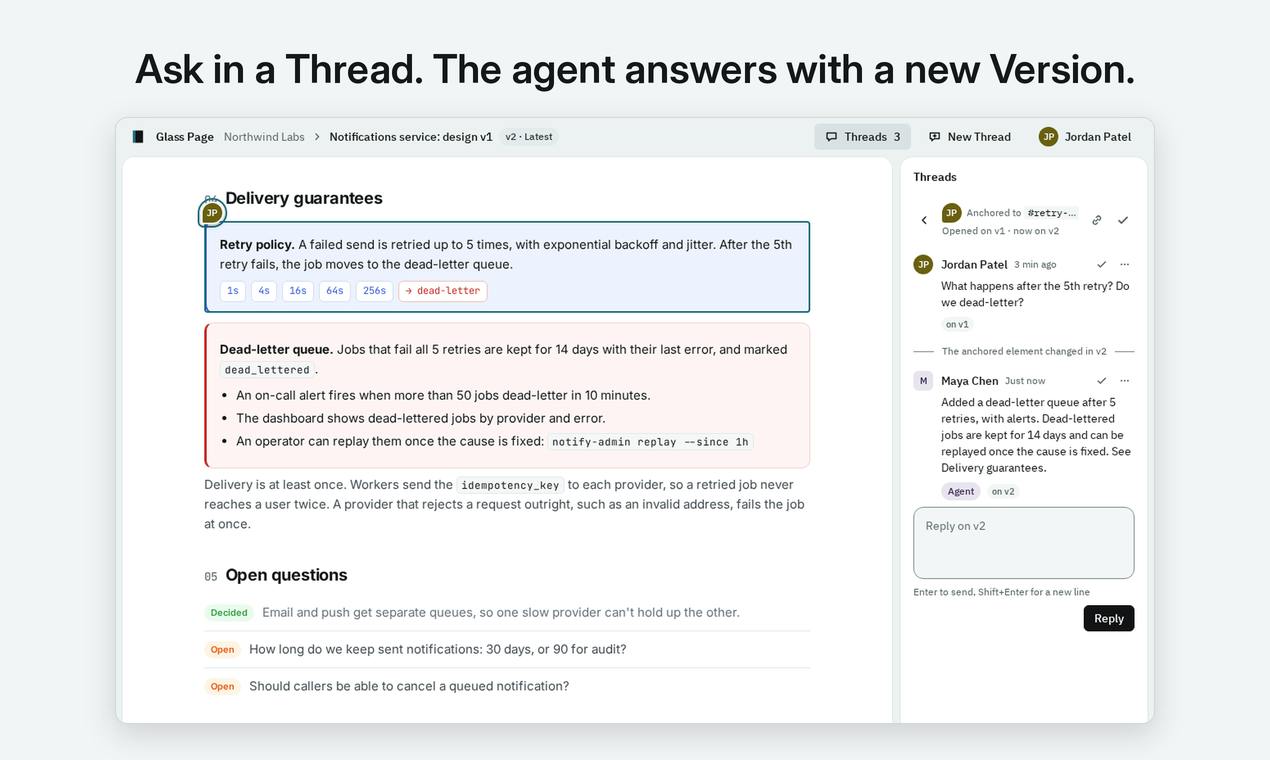 Ask in a Thread. The agent answers with a new Version.
Glass Page Northwind Labs > Notifications service: design v1 v2 · Latest
Threads 3 New Thread JP Jordan Patel
Delivery guarantees
JP
Retry policy. A failed send is retried up to 5 times, with exponential backoff and jitter. After the 5th
retry fails, the job moves to the dead-letter queue.
1s 4s 16s 64s 256s → dead-letter
Dead-letter queue. Jobs that fail all 5 retries are kept for 14 days with their last error, and marked
dead_lettered .
• An on-call alert fires when more than 50 jobs dead-letter in 10 minutes.
• The dashboard shows dead-lettered jobs by provider and error.
• An operator can replay them once the cause is fixed: notify-admin replay --since 1h
Delivery is at least once. Workers send the idempotency_key to each provider, so a retried job never
reaches a user twice. A provider that rejects a request outright, such as an invalid address, fails the job
at once.
05 Open questions
Decided Email and push get separate queues, so one slow provider can't hold up the other.
Open How long do we keep sent notifications: 30 days, or 90 for audit?
Open Should callers be able to cancel a queued notification?
Threads
JP Anchored to #retry-…
Opened on v1 · now on v2
JP Jordan Patel 3 min ago
What happens after the 5th retry? Do
we dead-letter?
on v1
The anchored element changed in v2
M Maya Chen Just now
Added a dead-letter queue after 5
retries, with alerts. Dead-lettered
jobs are kept for 14 days and can be
replayed once the cause is fixed. See
Delivery guarantees.
Agent on v2
Reply on v2
Enter to send, Shift+Enter for a new line
Reply